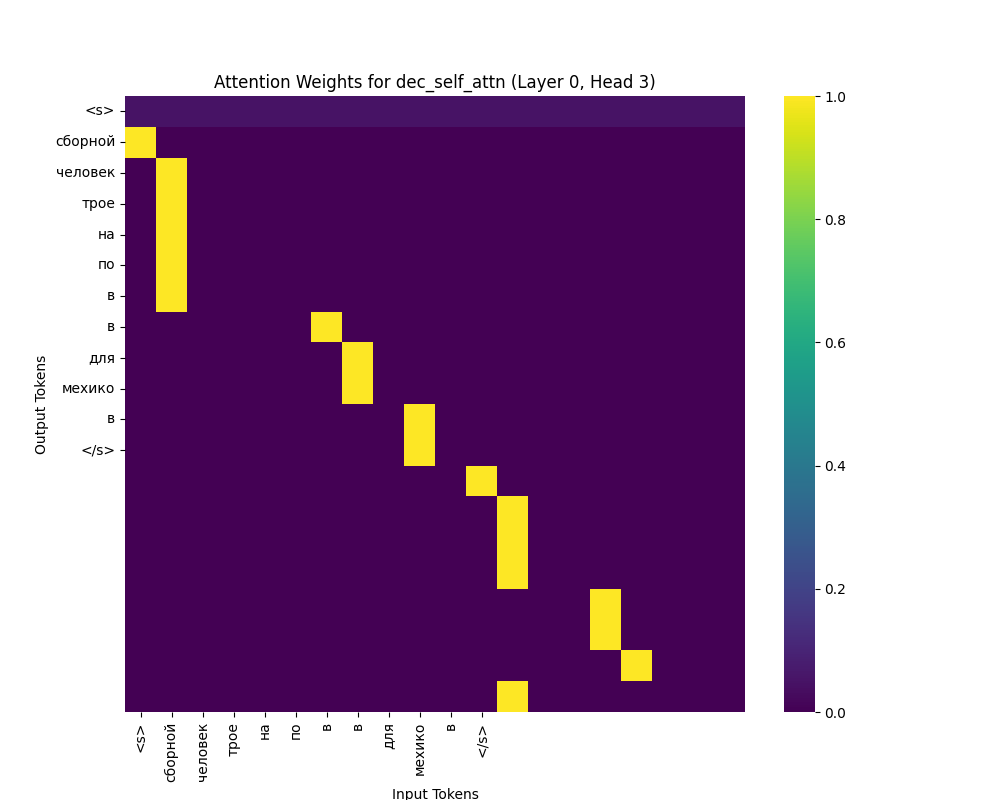 Attention Weights for dec_self_attn (Layer 0, Head 3)
<s>
сборной
человек
трое
на
по
в
в
для
мехико
в
</s>
Output Tokens
<s>
сборной
человек
трое
на
по
в
в
для
мехико
в
</s>
Input Tokens
1.0
0.8
0.6
0.4
0.2
0.0